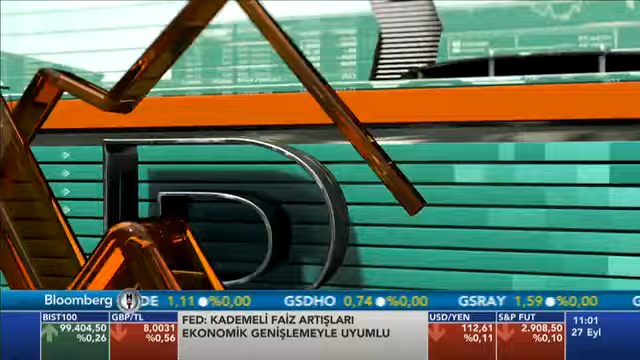 D
Bloomberg HT DE 1,11 %0,00 GSDHO 0,74 %0,00 GSRAY 1,59 %0,00
BIST100 GBP/TL FED: KADEMELİ FAİZ ARTIŞLARI USD/YEN S&P FUT 11:01
99.404,50 8,0031 EKONOMİK GENİŞLEMEYLE UYUMLU 112,61 2.908,50 27 Eyl
%0,26 %0,56 %0,11 %0,10